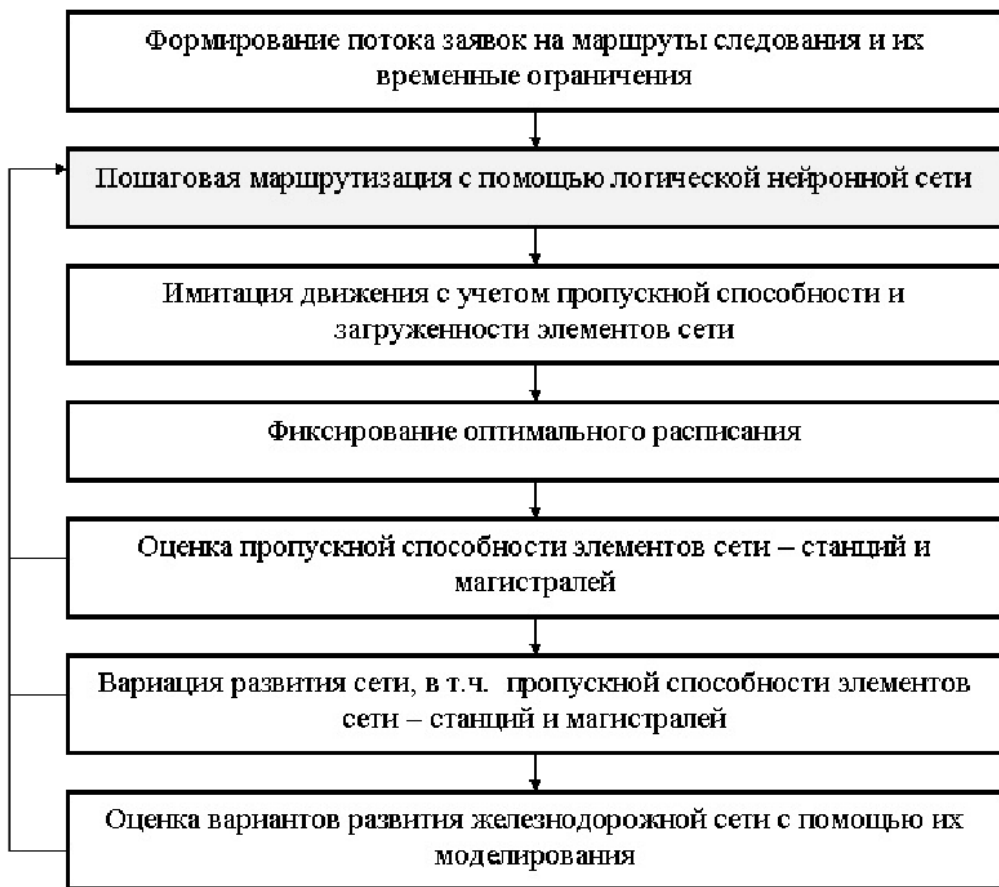 Формирование потока заявок на маршруты следования и их
временные ограничения
Пошаговая маршрутизация с помощью логической нейронной сети
Имитация движения с учетом пропускной способности и
загруженности элементов сети
Фиксирование оптимального расписания
Оценка пропускной способности элементов сети – станций и
магистралей
Вариация развития сети, в т.ч. пропускной способности элементов
сети – станций и магистралей
Оценка вариантов развития железнодорожной сети с помощью их
моделирования